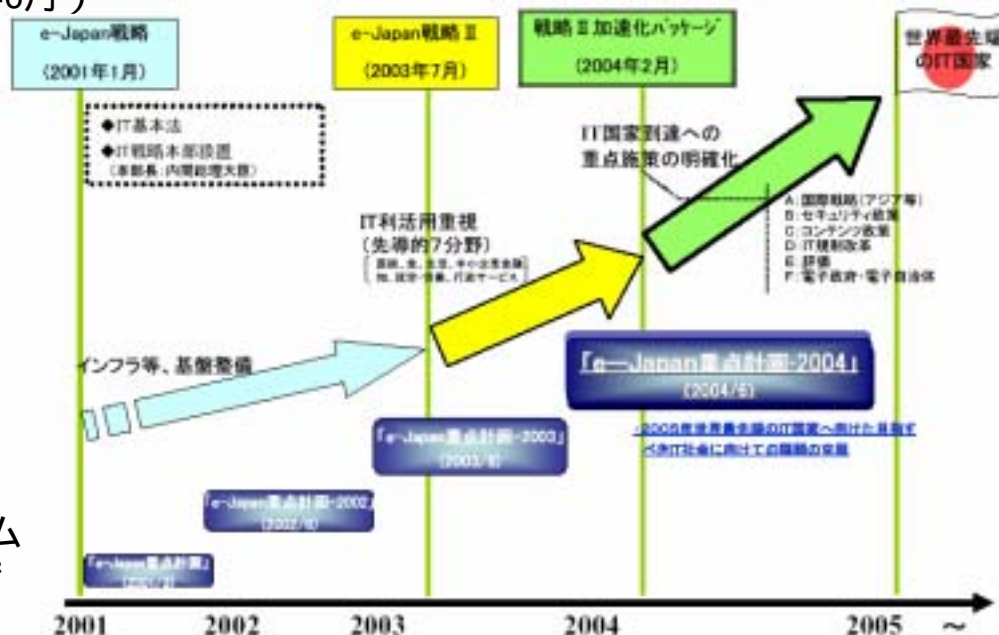 e-Japan戦略
(2001年1月)
e-Japan戦略Ⅱ
(2003年7月)
戦略Ⅱ加速化パッケージ
(2004年2月)
世界最先端
のIT国家
◆IT基本法
◆IT戦略本部設置
(本部長:内閣総理大臣)
IT国家到達への
重点施策の明確化
A:国際戦略(アジア等)
B:セキュリティ政策
C:コンテンツ政策
D:IT規制改革
E:評価
F:電子政府・電子自治体
IT利活用重視
(先導的7分野)
インフラ等、基盤整備
「e-Japan重点計画-2004」
(2004/6)
「e-Japan重点計画-2003」
「e-Japan重点計画-2002」
「e-Japan重点計画」
ム
2001 2002 2003 2004 2005 ~